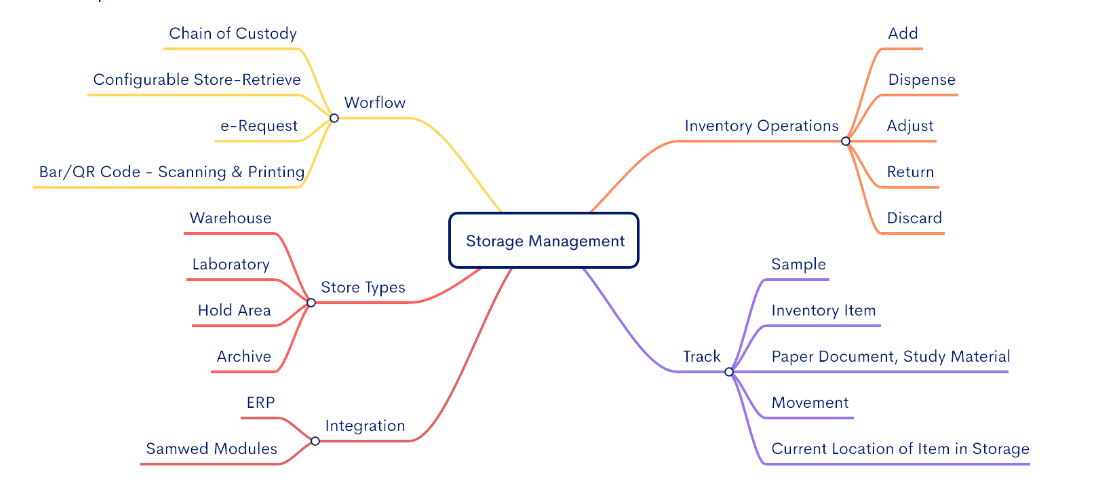 Chain of Custody
Configurable Store-Retrieve
e-Request
Bar/QR Code - Scanning & Printing
Worflow
Warehouse
Laboratory
Hold Area
Archive
Store Types
ERP
Samwed Modules
Integration
Storage Management
Inventory Operations
Add
Dispense
Adjust
Return
Discard
Track
Sample
Inventory Item
Paper Document, Study Material
Movement
Current Location of Item in Storage